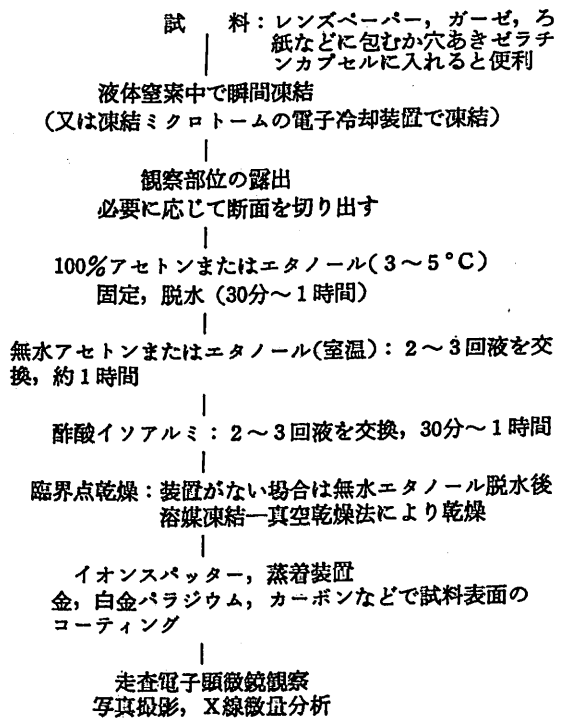 試　料：レンズペーパー，ガーゼ，ろ
紙などに包むか穴あきゼラチ
ンカプセルに入れると便利
液体窒素中で瞬間凍結
（又は凍結ミクロトームの電子冷却装置で凍結）
観察部位の露出
必要に応じて断面を切り出す
100％アセトンまたはエタノール（3～5°C）
固定，脱水（30分～1時間）
無水アセトンまたはエタノール（室温）：2～3回液を交
換，約1時間
酢酸イソアルミ：2～3回液を交換，30分～1時間
臨界点乾燥：装置がない場合は無水エタノール脱水後
溶媒凍結―真空乾燥法により乾燥
イオンスパッター，蒸着装置
金，白金パラジウム，カーボンなどで試料表面の
コーティング
走査電子顕微鏡観察
写真撮影，X線微量分析